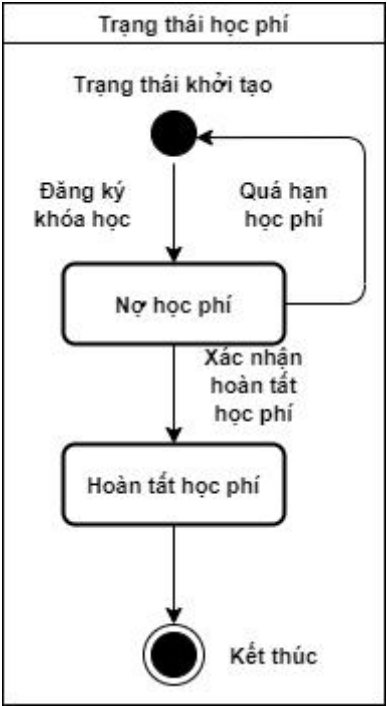 Trạng thái học phí
Trạng thái khởi tạo
Đăng ký
khóa học
Quá hạn
học phí
Nợ học phí
Xác nhận
hoàn tất
học phí
Hoàn tất học phí
Kết thúc